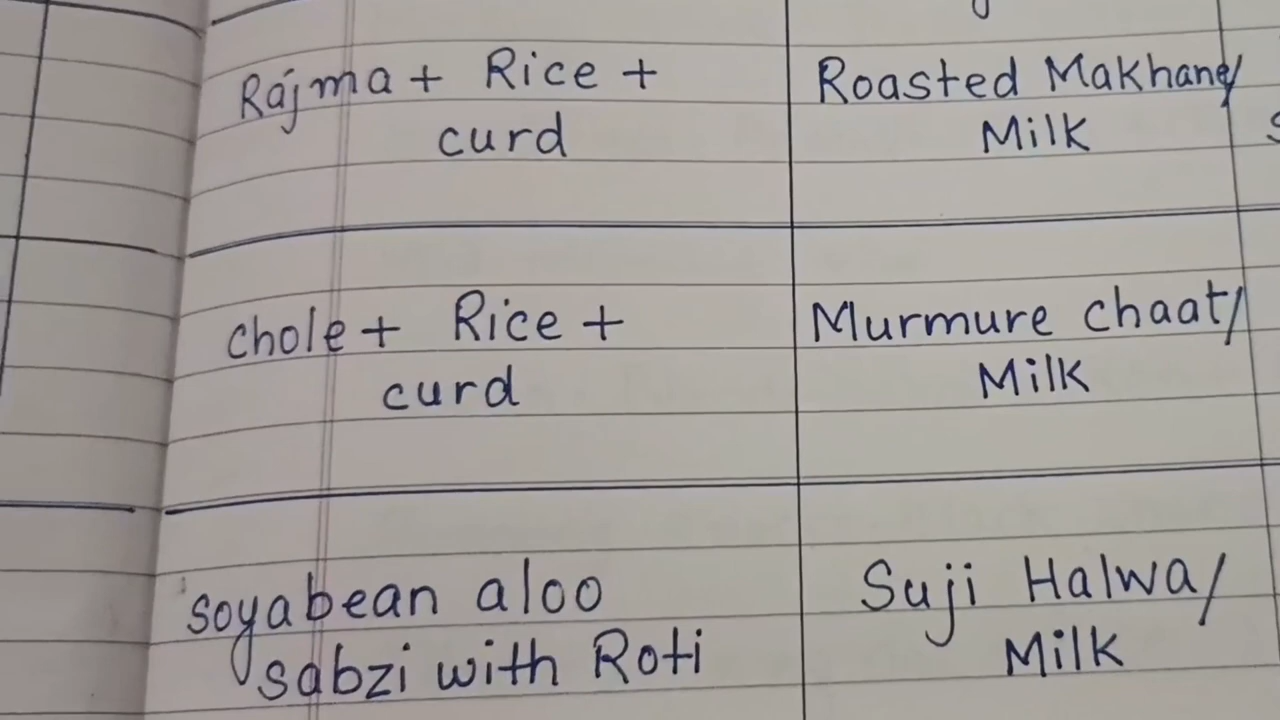 Rajma + Rice +
curd
Roasted Makhane/
Milk
chole + Rice +
curd
Murmure chaat/
Milk
soyabean aloo
sabzi with Roti
Suji Halwa/
Milk